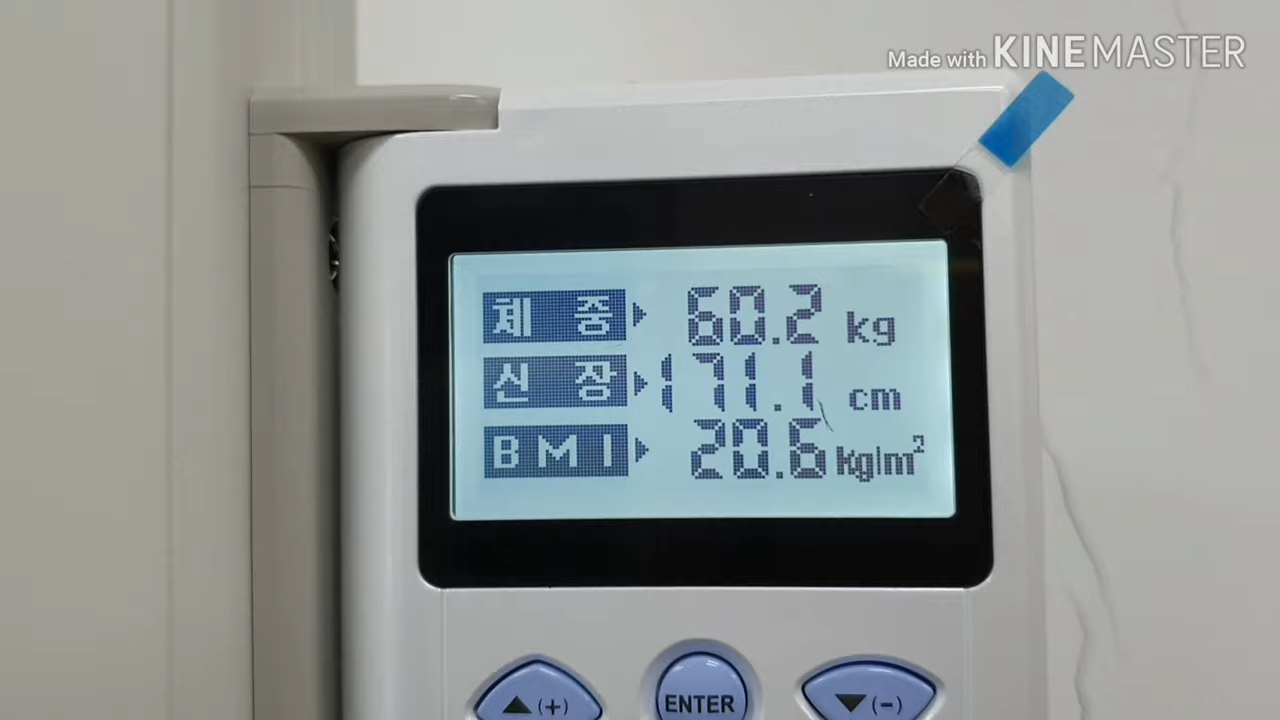 Made with KINEMASTER
체 중 60.2 kg
신 장 171.1 cm
BMI 20.6 kg/m²
▲(+) ENTER ▼(-)